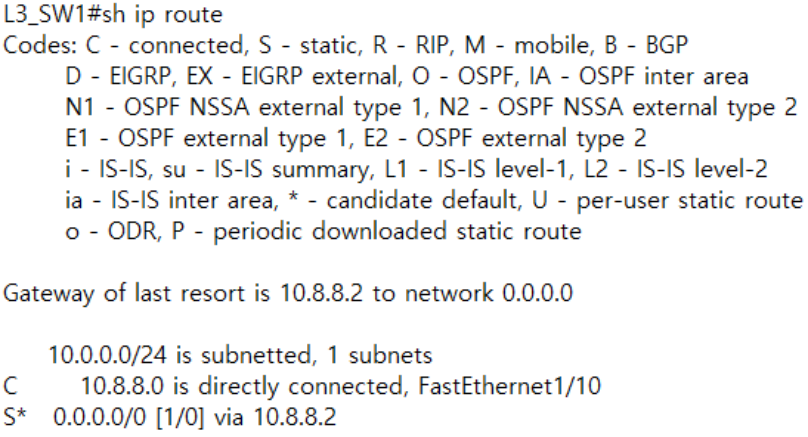 L3_SW1#sh ip route
Codes: C - connected, S - static, R - RIP, M - mobile, B - BGP
D - EIGRP, EX - EIGRP external, O - OSPF, IA - OSPF inter area
N1 - OSPF NSSA external type 1, N2 - OSPF NSSA external type 2
E1 - OSPF external type 1, E2 - OSPF external type 2
i - IS-IS, su - IS-IS summary, L1 - IS-IS level-1, L2 - IS-IS level-2
ia - IS-IS inter area, * - candidate default, U - per-user static route
o - ODR, P - periodic downloaded static route
Gateway of last resort is 10.8.8.2 to network 0.0.0.0
10.0.0.0/24 is subnetted, 1 subnets
C 10.8.8.0 is directly connected, FastEthernet1/10
S* 0.0.0.0/0 [1/0] via 10.8.8.2